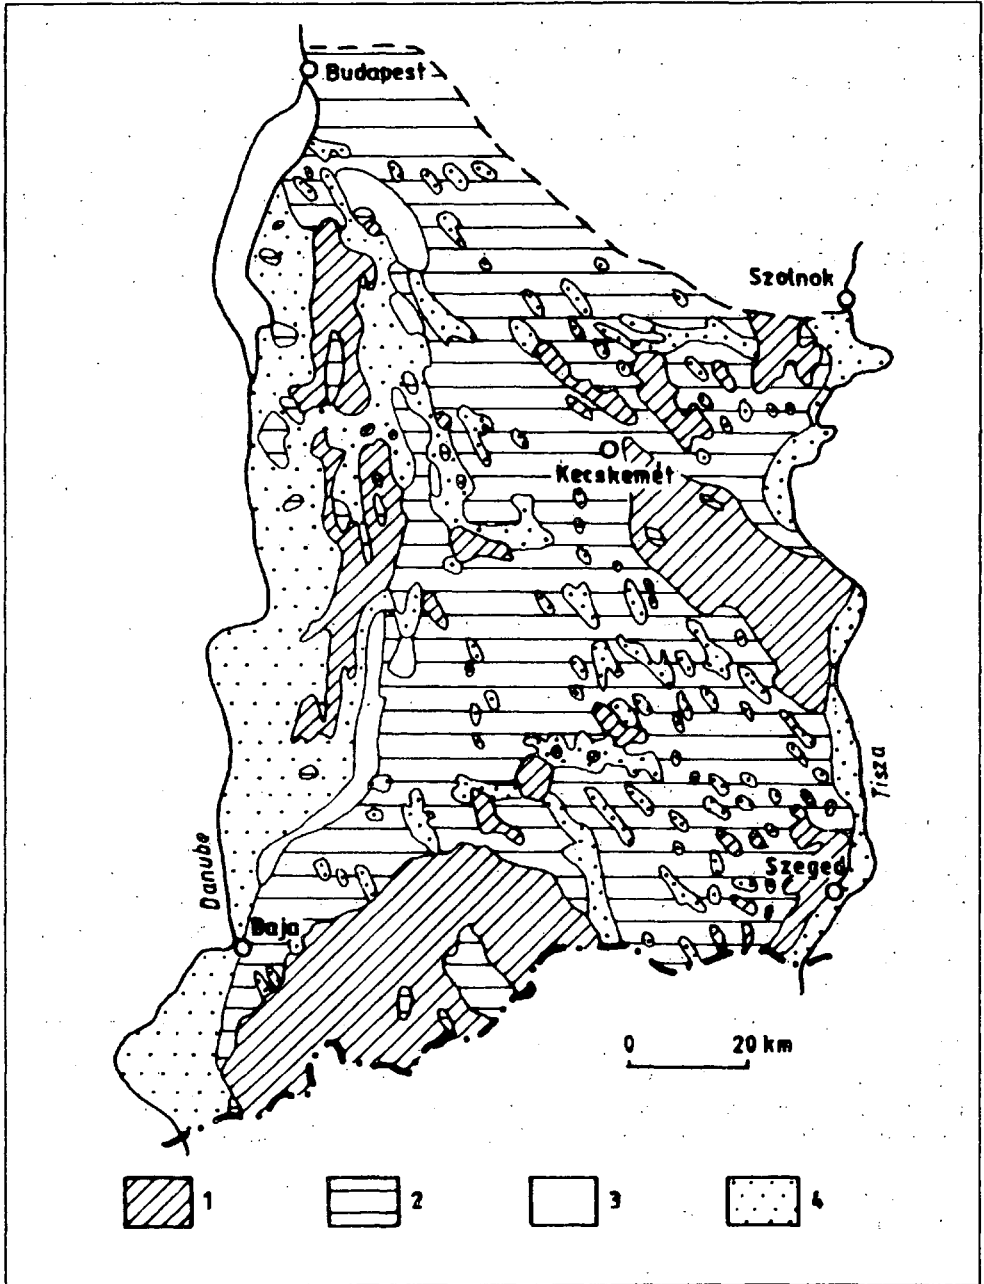 Budapest
Szolnok
Kecskemét
Tisza
Danube
Szeged
Baja
0 20 km
1 2 3 4